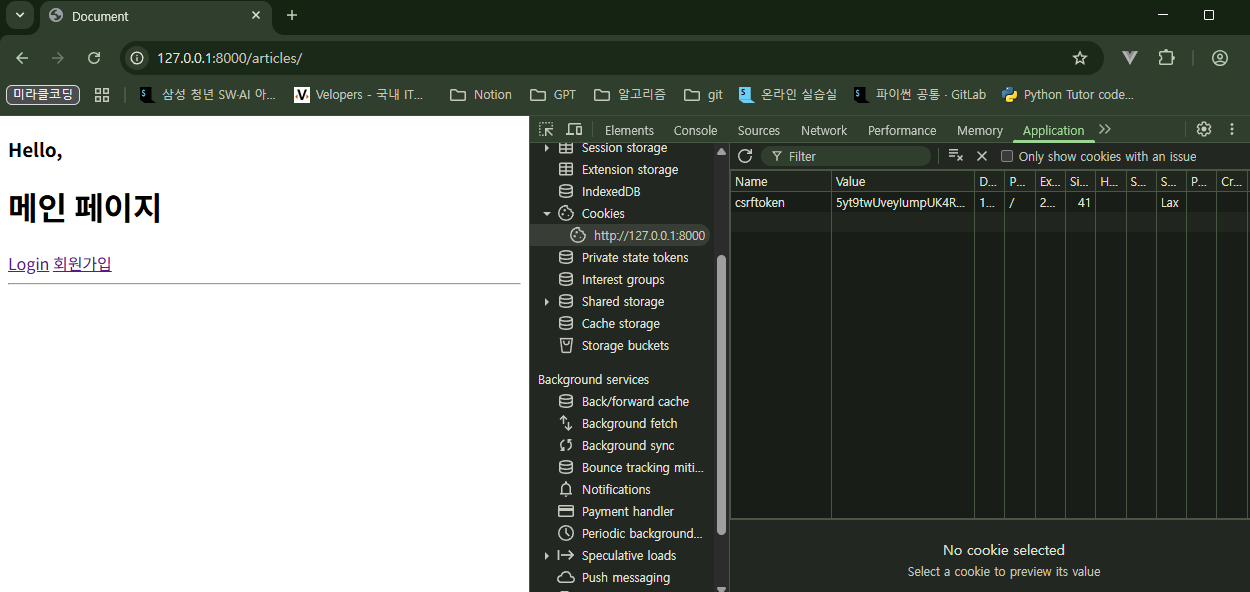 Document
127.0.0.1:8000/articles/
미라클코딩 삼성 청년 SW·AI 아... Velopers - 국내 IT... Notion GPT 알고리즘 git 온라인 실습실 파이썬 공통 · GitLab Python Tutor code...
Hello,
메인 페이지
Login 회원가입
Elements Console Sources Network Performance Memory Application
Session storage
Extension storage
IndexedDB
Cookies
http://127.0.0.1:8000
Private state tokens
Interest groups
Shared storage
Cache storage
Storage buckets
Background services
Back/forward cache
Background fetch
Background sync
Bounce tracking miti...
Notifications
Payment handler
Periodic background...
Speculative loads
Push messaging
Filter Only show cookies with an issue
Name Value D... P... Ex... Si... H... S... S... P... Cr...
csrftoken 5yt9twUveyIumpUK4R... 1... / 2... 41 Lax
No cookie selected
Select a cookie to preview its value